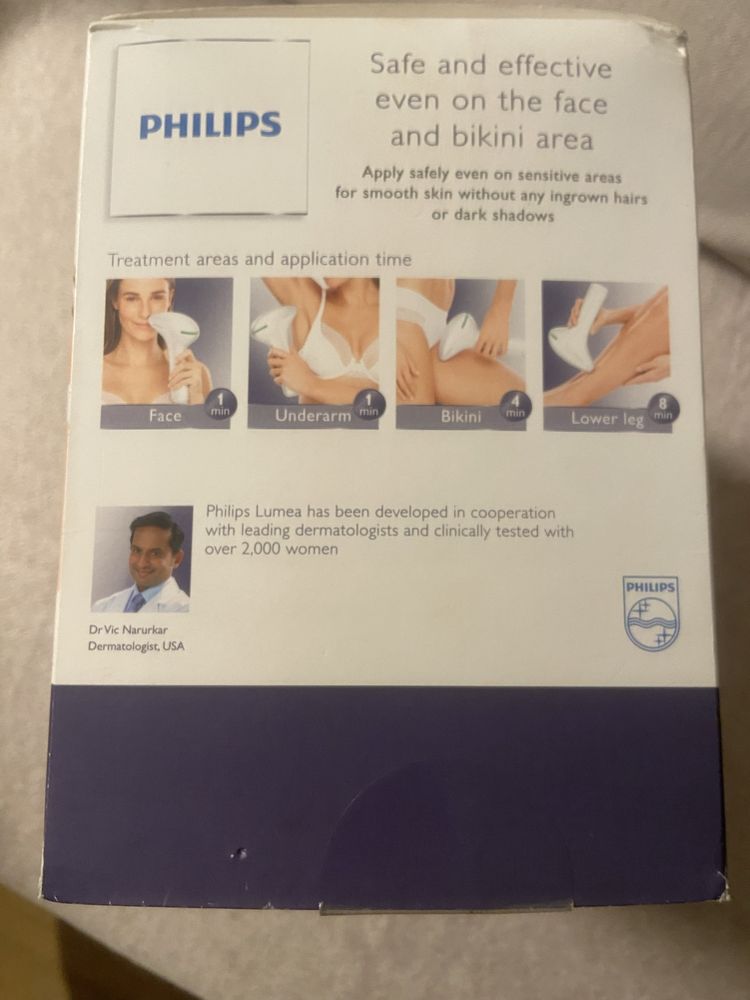 PHILIPS
Safe and effective
even on the face
and bikini area
Apply safely even on sensitive areas
for smooth skin without any ingrown hairs
or dark shadows
Treatment areas and application time
Face
1
min
Underarm
1
min
Bikini
4
min
Lower leg
8
min
Philips Lumea has been developed in cooperation
with leading dermatologists and clinically tested with
over 2,000 women
Dr Vic Narurkar
Dermatologist, USA
PHILIPS